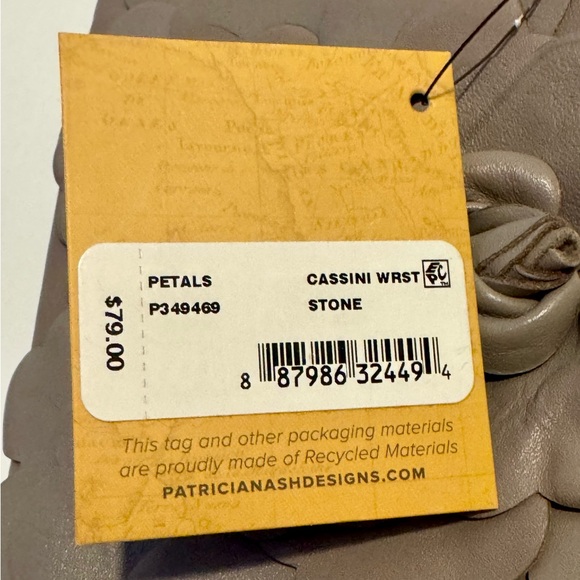 $79.00
PETALS CASSINI WRST EPC™
P349469 STONE
8 87986 32449 4
This tag and other packaging materials
are proudly made of Recycled Materials
PATRICIANASHDESIGNS.COM